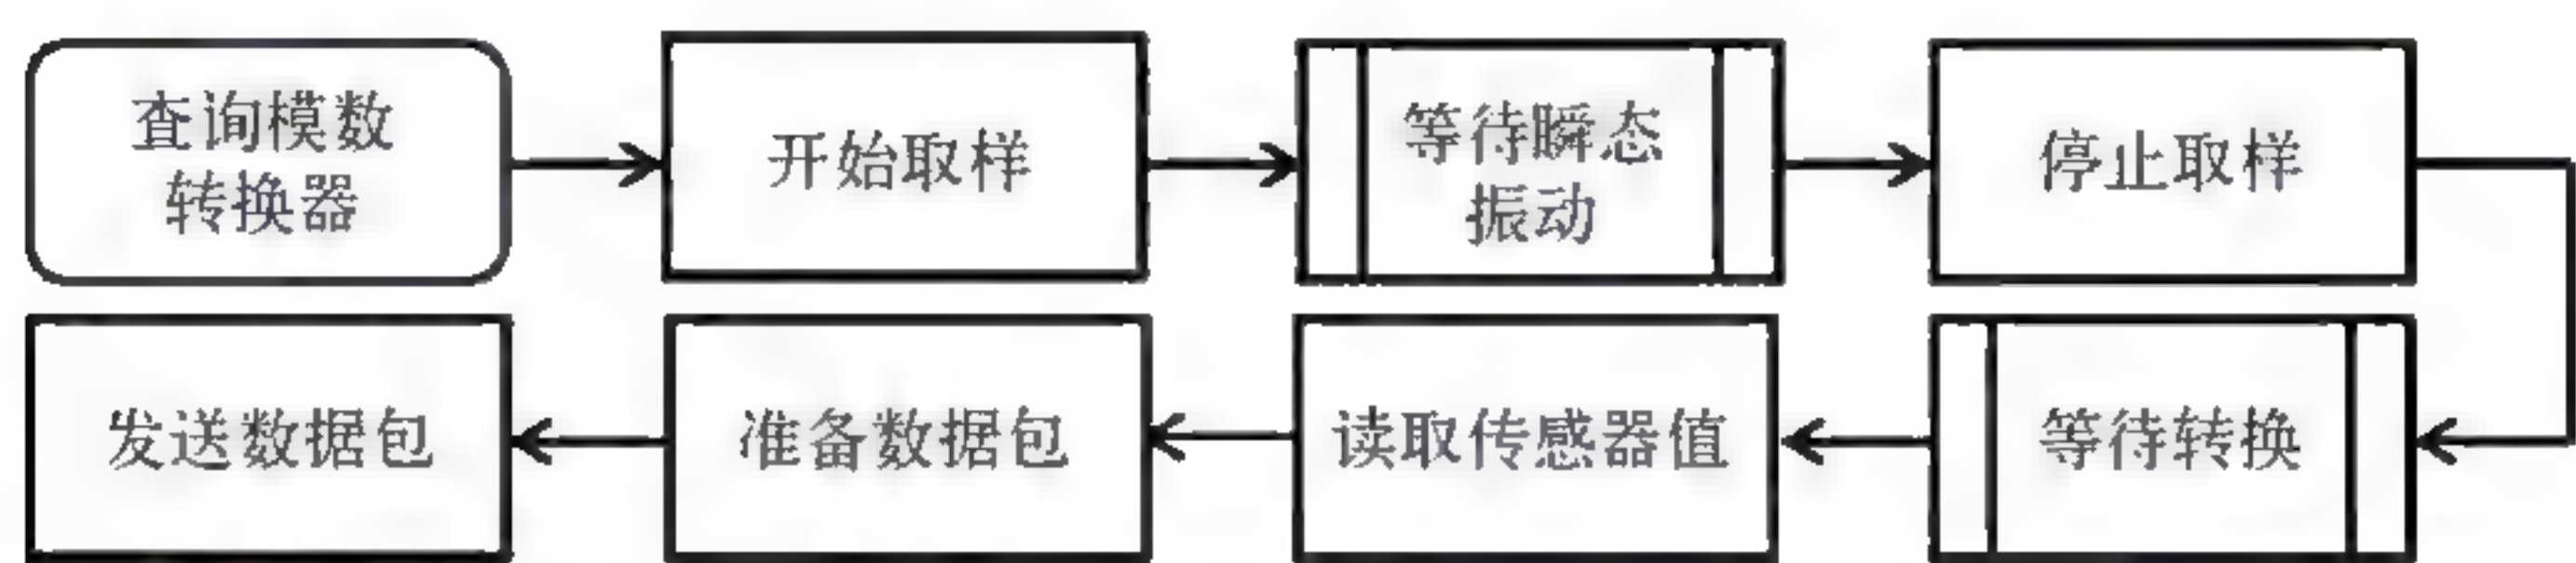 查询模数
转换器
开始取样
等待瞬态
振动
停止取样
等待转换
读取传感器值
准备数据包
发送数据包